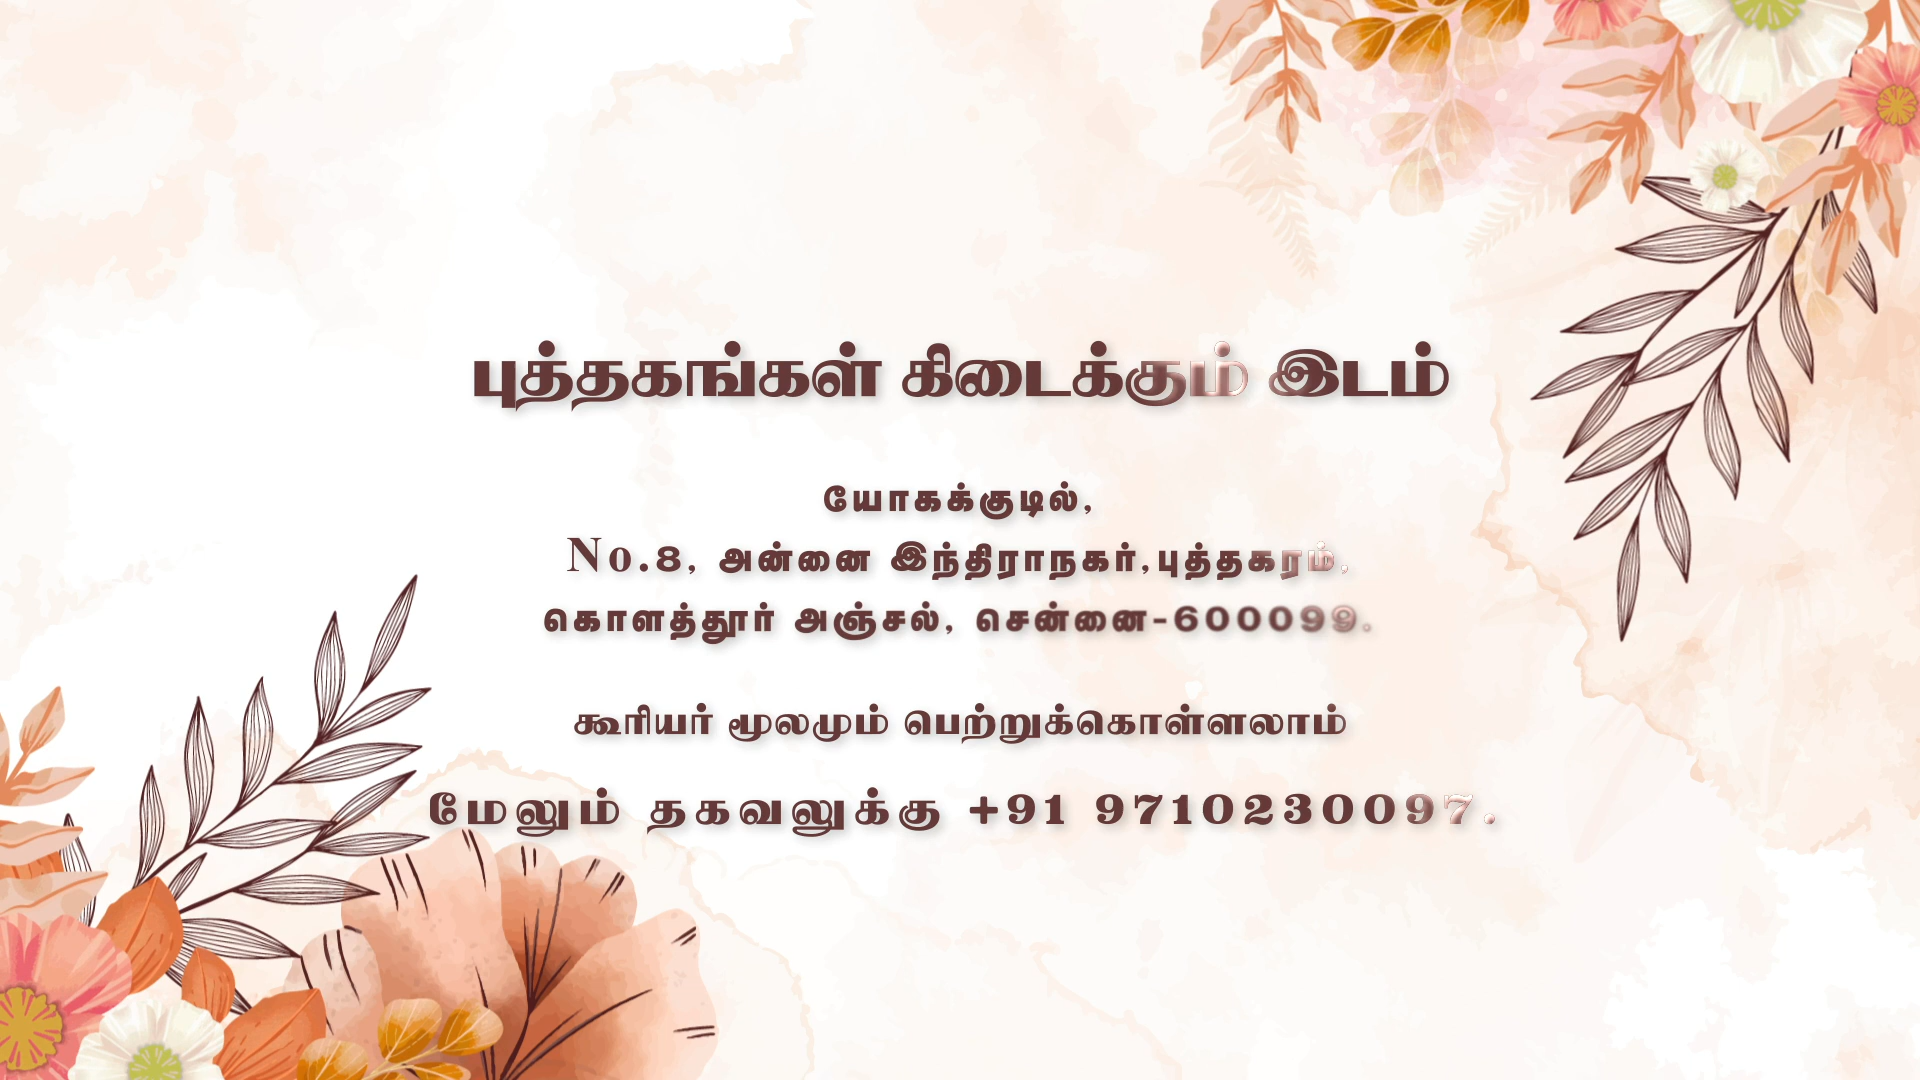 புத்தகங்கள் கிடைக்கும் இடம்
யோகக்குடில்,
No.8, அன்னை இந்திராநகர்,புத்தகரம்,
கொளத்தூர் அஞ்சல், சென்னை-600099.
கூரியர் மூலமும் பெற்றுக்கொள்ளலாம்
மேலும் தகவலுக்கு +91 9710230097.